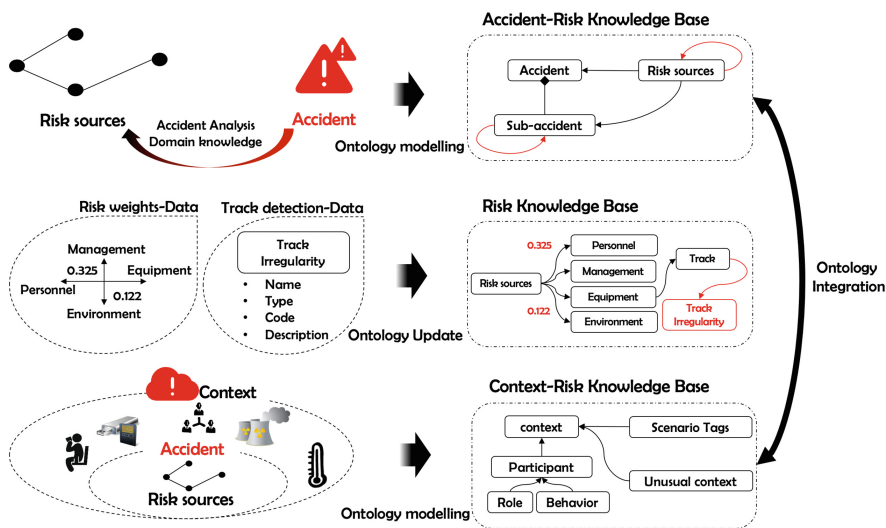 Accident-Risk Knowledge Base
Risk sources
Accident
Accident Analysis
Domain knowledge
Ontology modelling
Accident
Risk sources
Sub-accident
Risk weights-Data
Management
0.325
Equipment
Personnel
0.122
Environment
Track detection-Data
Track
Irregularity
• Name
• Type
• Code
• Description
Ontology Update
Risk Knowledge Base
0.325
Personnel
Management
Risk sources
Equipment
0.122
Environment
Track
Track
Irregularity
Ontology
Integration
Context
Accident
Risk sources
Ontology modelling
Context-Risk Knowledge Base
context
Scenario Tags
Participant
Unusual context
Role
Behavior